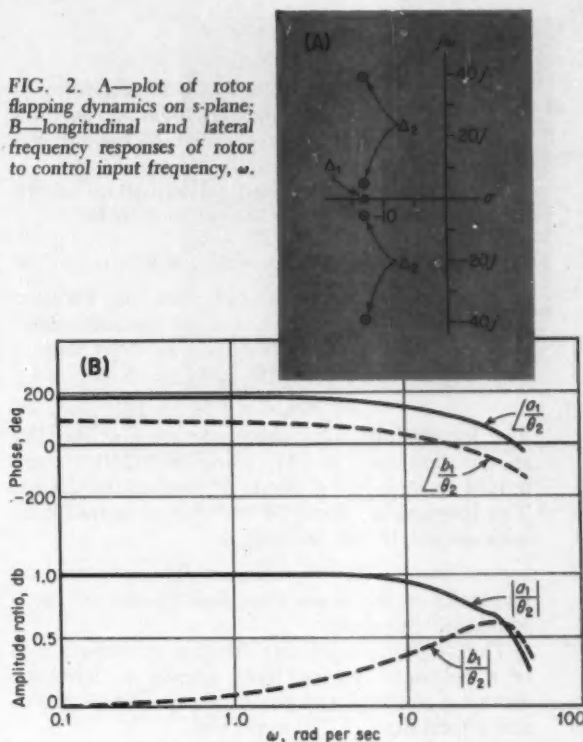 FIG. 2. A—plot of rotor
flapping dynamics on s-plane;
B—longitudinal and lateral
frequency responses of rotor
to control input frequency, ω.
(A)
jω
40j
Δ₂
20j
Δ₁
σ
-10
Δ₂
-20j
-40j
(B)
200
0
-200
Phase, deg
∠a₁/θ₂
∠b₁/θ₂
1.0
0.5
0
Amplitude ratio, db
|a₁/θ₂|
|b₁/θ₂|
0.1
1.0
1.0
100
ω, rad per sec